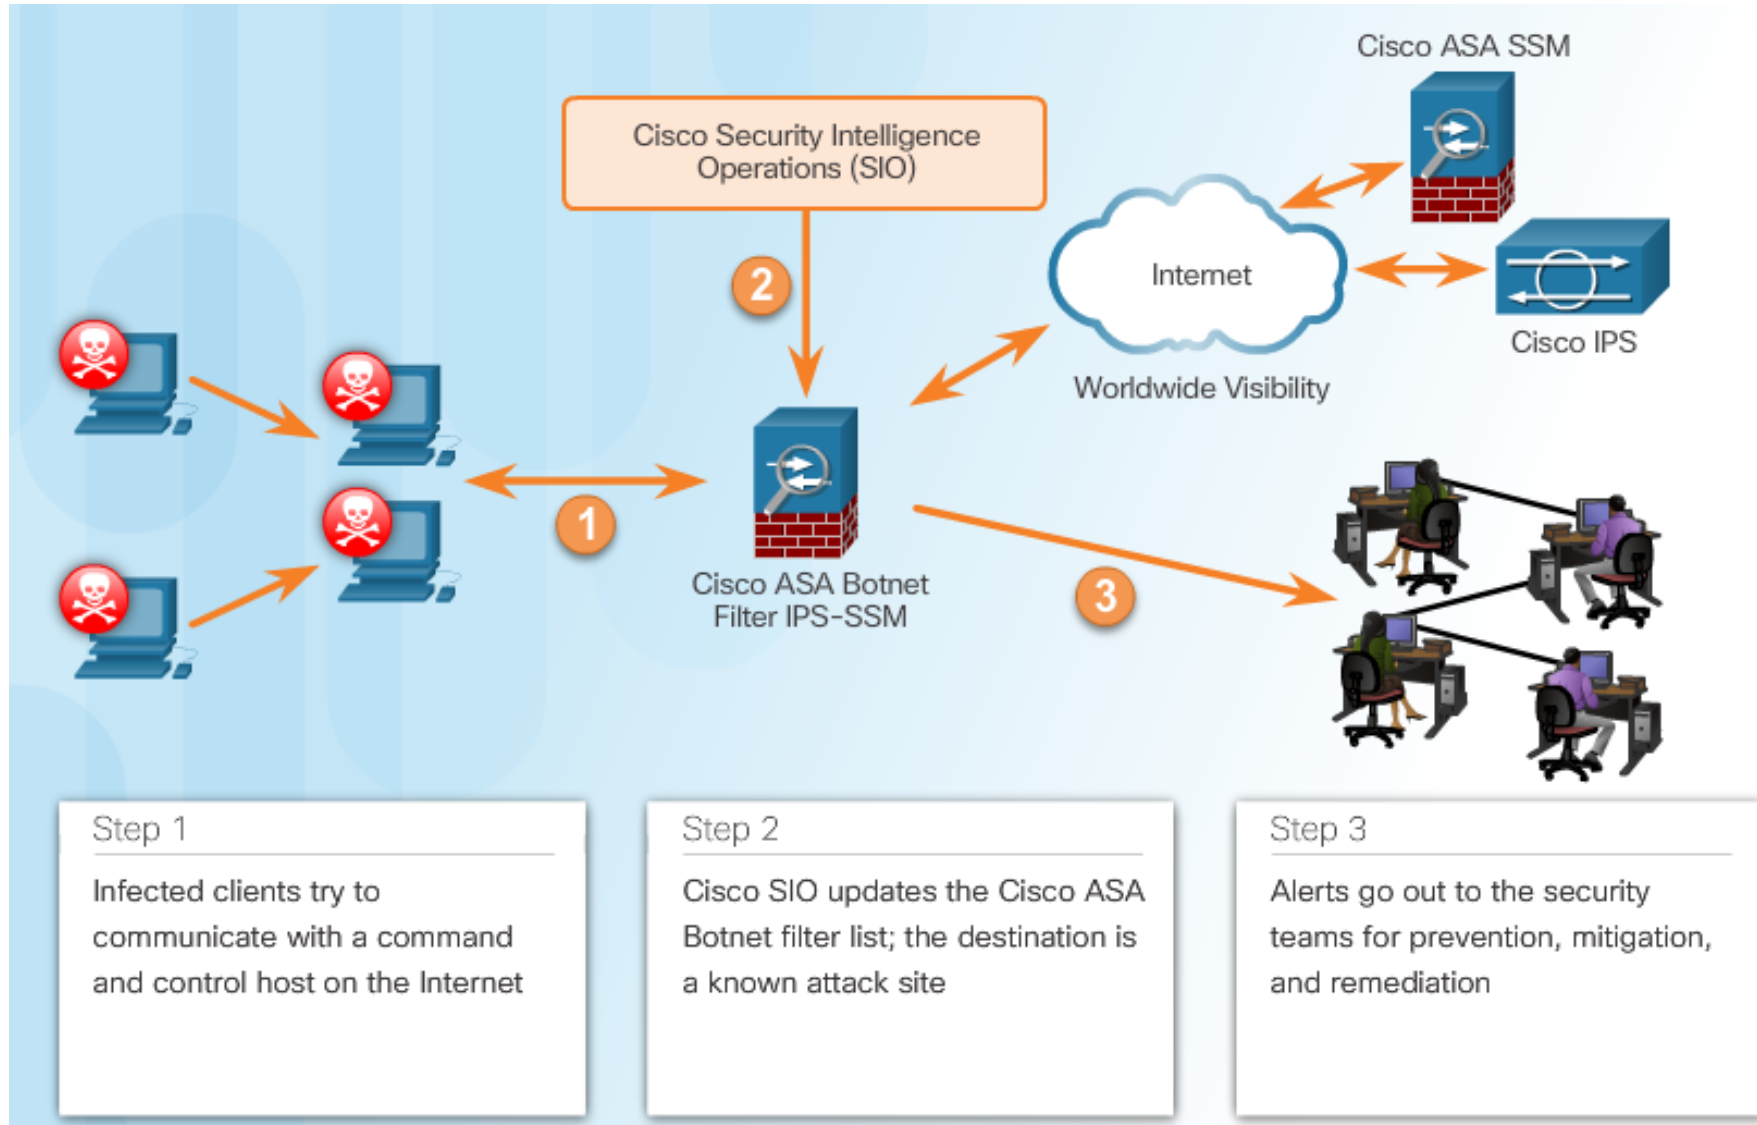 Cisco ASA SSM
Cisco Security Intelligence
Operations (SIO)
2
Internet
Cisco IPS
Worldwide Visibility
1
Cisco ASA Botnet
Filter IPS-SSM
3
Step 1
Infected clients try to
communicate with a command
and control host on the Internet
Step 2
Cisco SIO updates the Cisco ASA
Botnet filter list; the destination is
a known attack site
Step 3
Alerts go out to the security
teams for prevention, mitigation,
and remediation